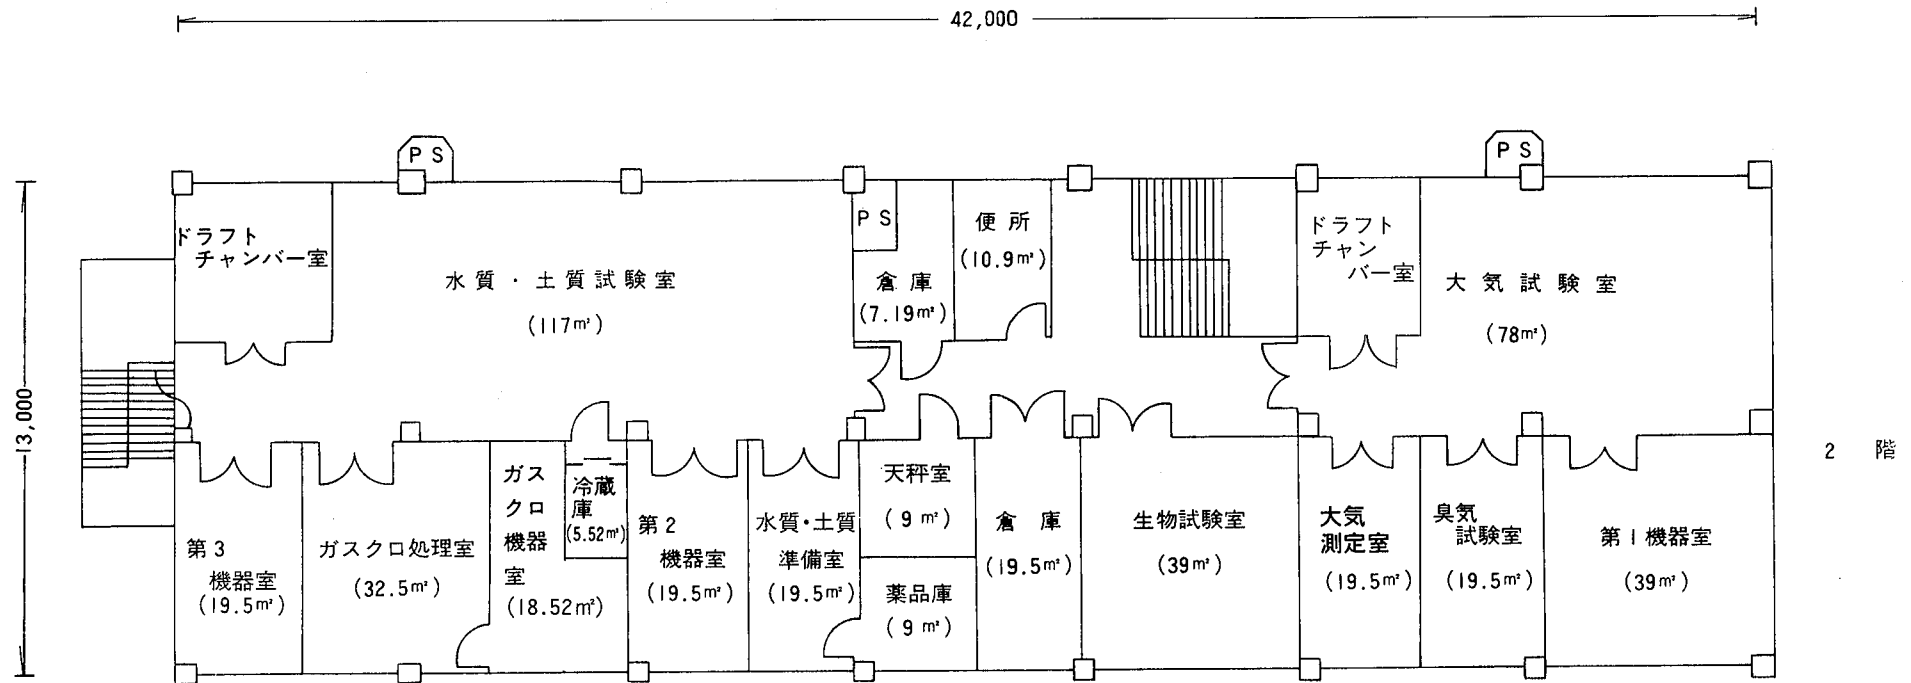 42,000
13,000
2 階
P S
P S
ドラフト
チャンバー室
水質・土質試験室
(117㎡)
P S
倉庫
(7.19㎡)
便所
(10.9㎡)
ドラフト
チャン
バー室
大気試験室
(78㎡)
第3
機器室
(19.5㎡)
ガスクロ処理室
(32.5㎡)
ガス
クロ
機器
室
(18.52㎡)
冷蔵
庫
(5.52㎡)
第2
機器室
(19.5㎡)
水質・土質
準備室
(19.5㎡)
天秤室
(9㎡)
薬品庫
(9㎡)
倉庫
(19.5㎡)
生物試験室
(39㎡)
大気
測定室
(19.5㎡)
臭気
試験室
(19.5㎡)
第1機器室
(39㎡)